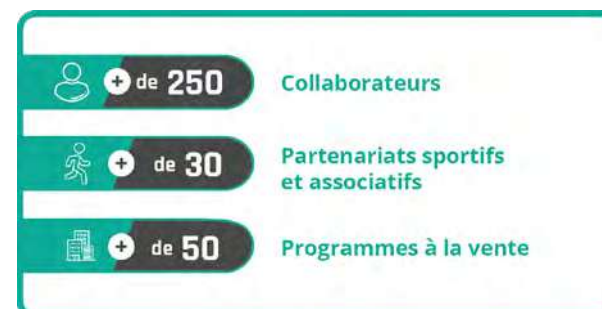 + de 250 Collaborateurs
+ de 30 Partenariats sportifs
et associatifs
+ de 50 Programmes à la vente